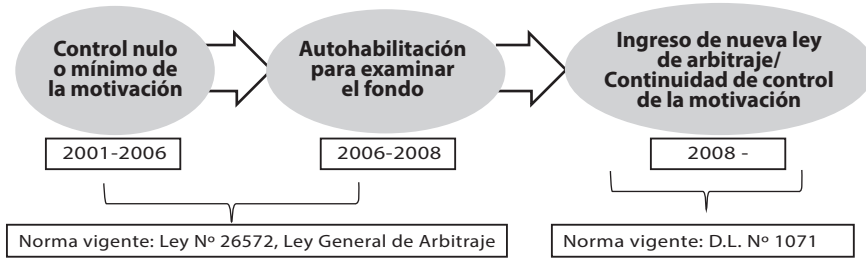 Control nulo
o mínimo de
la motivación
Autohabilitación
para examinar
el fondo
Ingreso de nueva ley
de arbitraje/
Continuidad de control
de la motivación
2001-2006
2006-2008
2008 -
Norma vigente: Ley Nº 26572, Ley General de Arbitraje
Norma vigente: D.L. Nº 1071